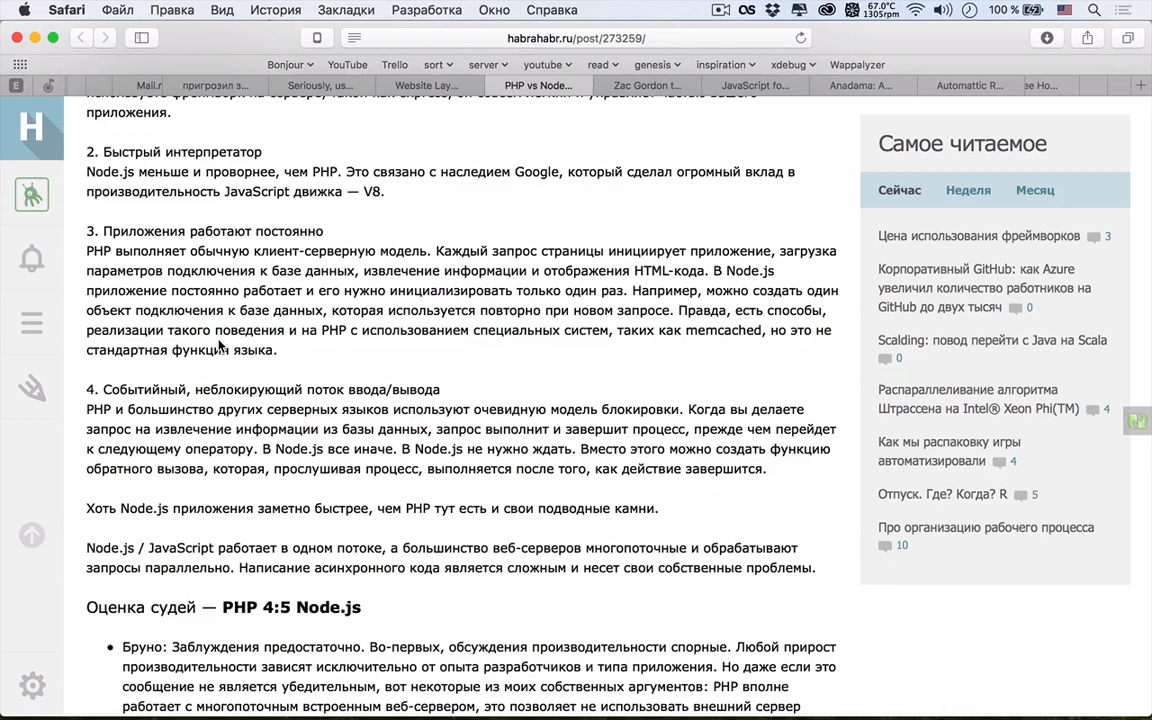 Safari Файл Правка Вид История Закладки Разработка Окно Справка 67.0°C 1305rpm 100 %
habrahabr.ru/post/273259/
Bonjour YouTube Trello sort server youtube read genesis inspiration xdebug Wappalyzer
E Mail.r пригрозил з... Seriously, us... Website Lay... PHP vs Node... Zac Gordon t... JavaScript fo... Anadama: A... Automattic R... ee Ho...
приложения.
2. Быстрый интерпретатор
Node.js меньше и проворнее, чем PHP. Это связано с наследием Google, который сделал огромный вклад в
производительность JavaScript движка — V8.
3. Приложения работают постоянно
PHP выполняет обычную клиент-серверную модель. Каждый запрос страницы инициирует приложение, загрузка
параметров подключения к базе данных, извлечение информации и отображения HTML-кода. В Node.js
приложение постоянно работает и его нужно инициализировать только один раз. Например, можно создать один
объект подключения к базе данных, которая используется повторно при новом запросе. Правда, есть способы,
реализации такого поведения и на PHP с использованием специальных систем, таких как memcached, но это не
стандартная функция языка.
4. Событийный, неблокирующий поток ввода/вывода
PHP и большинство других серверных языков используют очевидную модель блокировки. Когда вы делаете
запрос на извлечение информации из базы данных, запрос выполнит и завершит процесс, прежде чем перейдет
к следующему оператору. В Node.js все иначе. В Node.js не нужно ждать. Вместо этого можно создать функцию
обратного вызова, которая, прослушивая процесс, выполняется после того, как действие завершится.
Хоть Node.js приложения заметно быстрее, чем PHP тут есть и свои подводные камни.
Node.js / JavaScript работает в одном потоке, а большинство веб-серверов многопоточные и обрабатывают
запросы параллельно. Написание асинхронного кода является сложным и несет свои собственные проблемы.
Оценка судей — PHP 4:5 Node.js
• Бруно: Заблуждения предостаточно. Во-первых, обсуждения производительности спорные. Любой прирост
производительности зависят исключительно от опыта разработчиков и типа приложения. Но даже если это
сообщение не является убедительным, вот некоторые из моих собственных аргументов: PHP вполне
работает с многопоточным встроенным веб-сервером, это позволяет не использовать внешний сервер
H
Самое читаемое
Сейчас Неделя Месяц
Цена использования фреймворков 3
Корпоративный GitHub: как Azure
увеличил количество работников на
GitHub до двух тысяч 0
Scalding: повод перейти с Java на Scala
0
Распараллеливание алгоритма
Штрассена на Intel® Xeon Phi(TM) 4
Как мы распаковку игры
автоматизировали 4
Отпуск. Где? Когда? R 5
Про организацию рабочего процесса
10